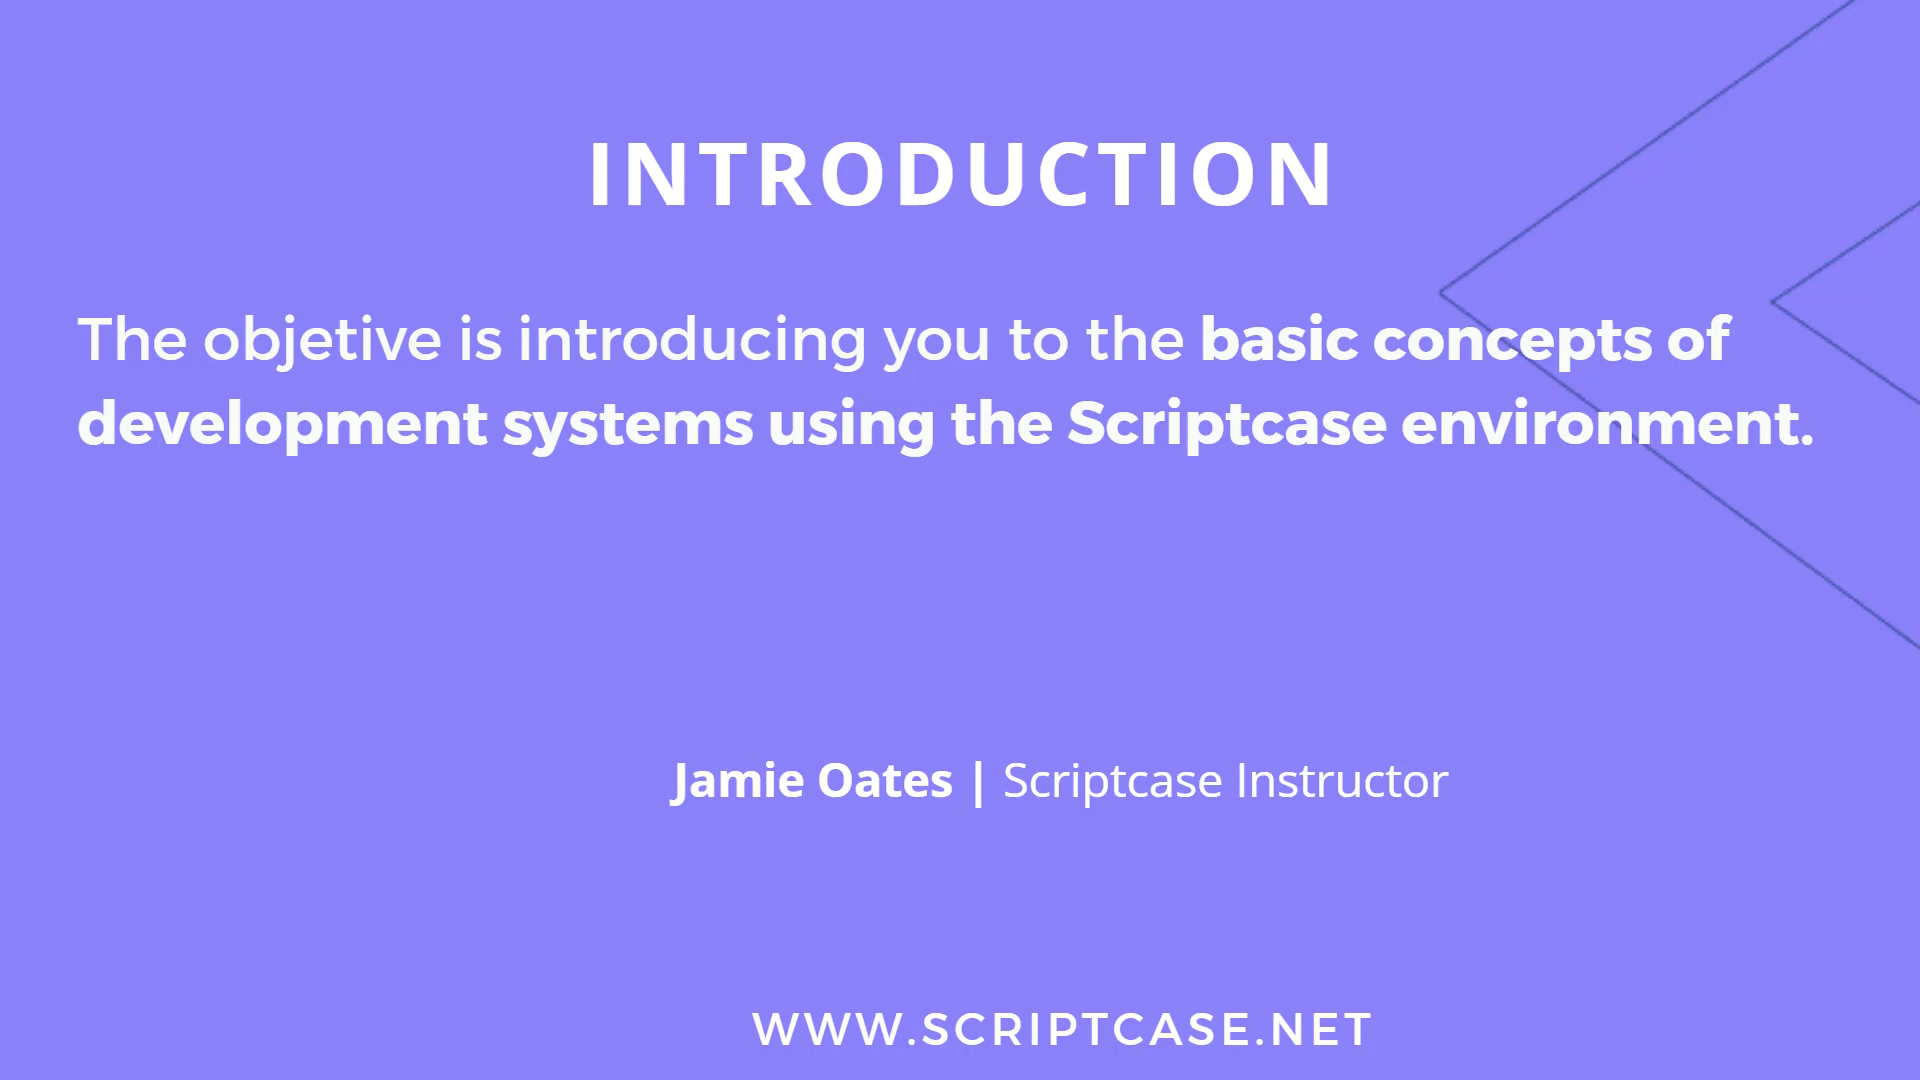 INTRODUCTION
The objetive is introducing you to the basic concepts of
development systems using the Scriptcase environment.
Jamie Oates | Scriptcase Instructor
WWW.SCRIPTCASE.NET